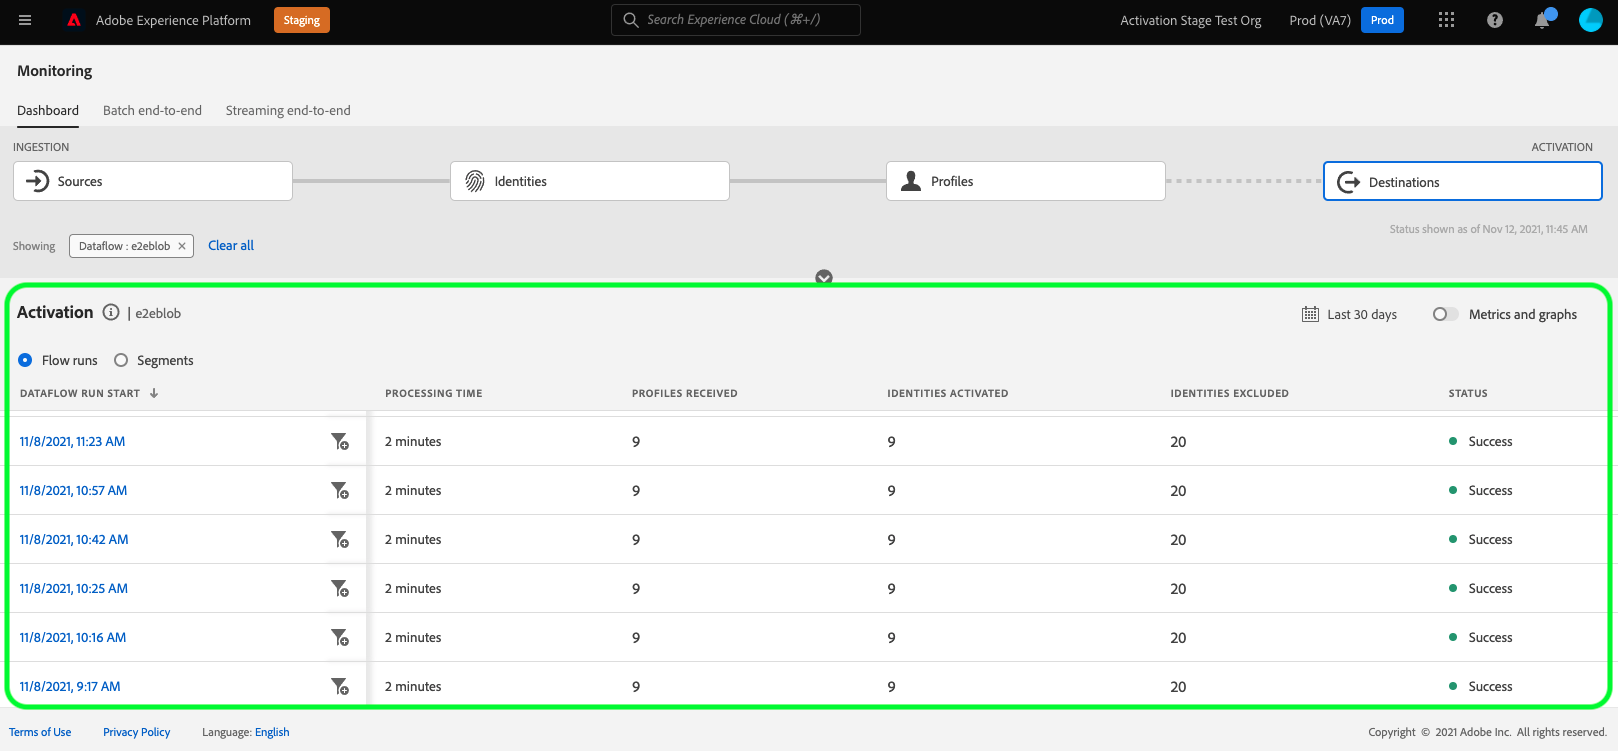 Adobe Experience Platform Staging Search Experience Cloud (⌘+/) Activation Stage Test Org Prod (VA7) Prod
Monitoring
Dashboard Batch end-to-end Streaming end-to-end
INGESTION ACTIVATION
Sources Identities Profiles Destinations
Status shown as of Nov 12, 2021, 11:45 AM
Showing Dataflow : e2eblob × Clear all
Activation | e2eblob Last 30 days Metrics and graphs
Flow runs Segments
DATAFLOW RUN START ↓ PROCESSING TIME PROFILES RECEIVED IDENTITIES ACTIVATED IDENTITIES EXCLUDED STATUS
11/8/2021, 11:23 AM 2 minutes 9 9 20 Success
11/8/2021, 10:57 AM 2 minutes 9 9 20 Success
11/8/2021, 10:42 AM 2 minutes 9 9 20 Success
11/8/2021, 10:25 AM 2 minutes 9 9 20 Success
11/8/2021, 10:16 AM 2 minutes 9 9 20 Success
11/8/2021, 9:17 AM 2 minutes 9 9 20 Success
Terms of Use Privacy Policy Language: English Copyright © 2021 Adobe Inc. All rights reserved.